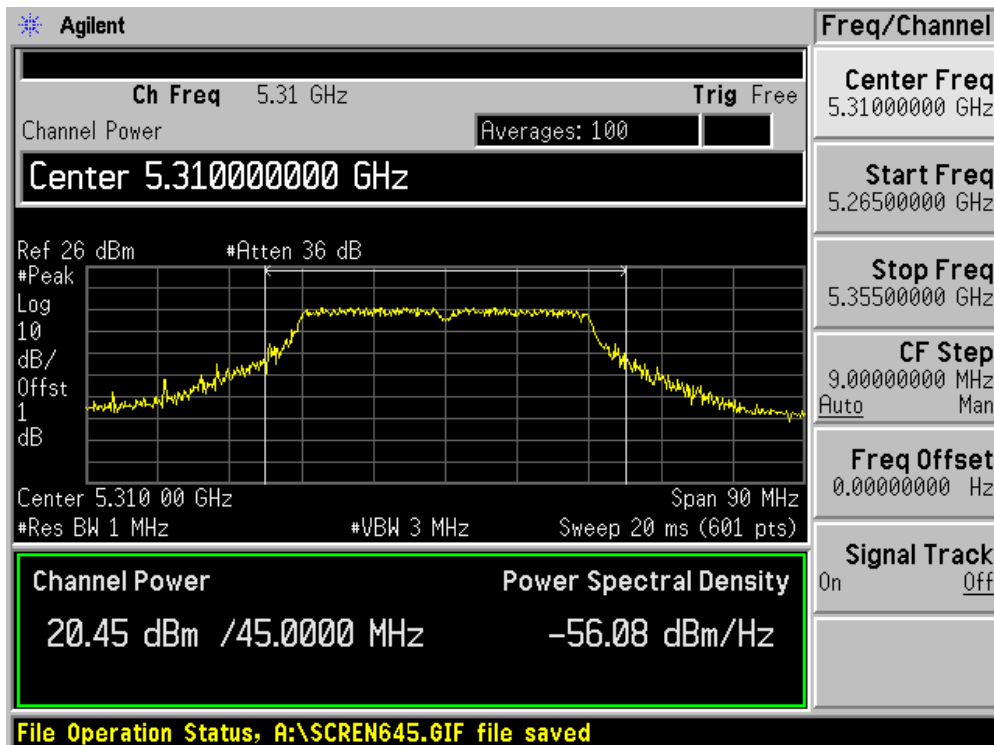 Agilent
Freq/Channel
Ch Freq 5.31 GHz Trig Free
Channel Power Averages: 100
Center 5.310000000 GHz
Ref 26 dBm #Atten 36 dB
#Peak
Log
10
dB/
Offst
1
dB
Center 5.310 00 GHz Span 90 MHz
#Res BW 1 MHz #VBW 3 MHz Sweep 20 ms (601 pts)
Channel Power Power Spectral Density
20.45 dBm /45.0000 MHz -56.08 dBm/Hz
File Operation Status, A:\SCREN645.GIF file saved
Center Freq
5.31000000 GHz
Start Freq
5.26500000 GHz
Stop Freq
5.35500000 GHz
CF Step
9.00000000 MHz
Auto Man
Freq Offset
0.00000000 Hz
Signal Track
On Off